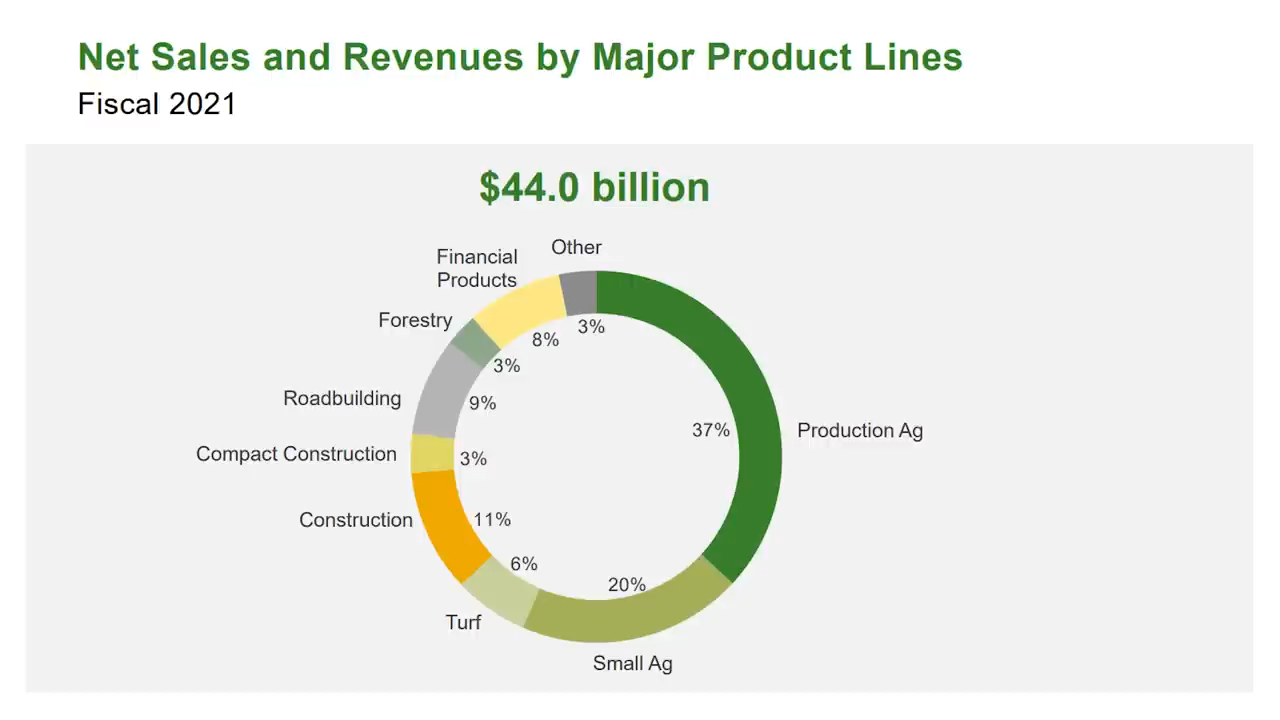 Net Sales and Revenues by Major Product Lines
Fiscal 2021
$44.0 billion
Other
Financial
Products
Forestry
3%
8%
3%
Roadbuilding
9%
Production Ag
37%
Compact Construction
3%
Construction
11%
6%
20%
Turf
Small Ag